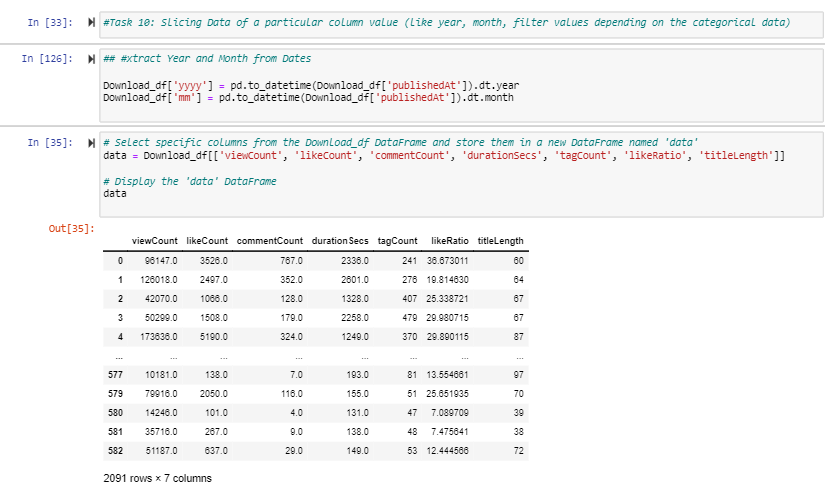 In [33]: #Task 10: Slicing Data of a particular column value (like year, month, filter values depending on the categorical data)
In [126]: ## #xtract Year and Month from Dates
Download_df['yyyy'] = pd.to_datetime(Download_df['publishedAt']).dt.year
Download_df['mm'] = pd.to_datetime(Download_df['publishedAt']).dt.month
In [35]: # Select specific columns from the Download_df DataFrame and store them in a new DataFrame named 'data'
data = Download_df[['viewCount', 'likeCount', 'commentCount', 'durationSecs', 'tagCount', 'likeRatio', 'titleLength']]
# Display the 'data' DataFrame
data
Out[35]:
viewCount likeCount commentCount durationSecs tagCount likeRatio titleLength
0 96147.0 3526.0 767.0 2336.0 241 36.673011 60
1 126018.0 2497.0 352.0 2601.0 276 19.814630 64
2 42070.0 1066.0 128.0 1328.0 407 25.338721 67
3 50299.0 1508.0 179.0 2258.0 479 29.980715 67
4 173636.0 5190.0 324.0 1249.0 370 29.890115 87
... ... ... ... ... ... ... ...
577 10181.0 138.0 7.0 193.0 81 13.554661 97
579 79916.0 2050.0 116.0 155.0 51 25.651935 70
580 14246.0 101.0 4.0 131.0 47 7.089709 39
581 35716.0 267.0 9.0 138.0 48 7.475641 38
582 51187.0 637.0 29.0 149.0 53 12.444566 72
2091 rows × 7 columns